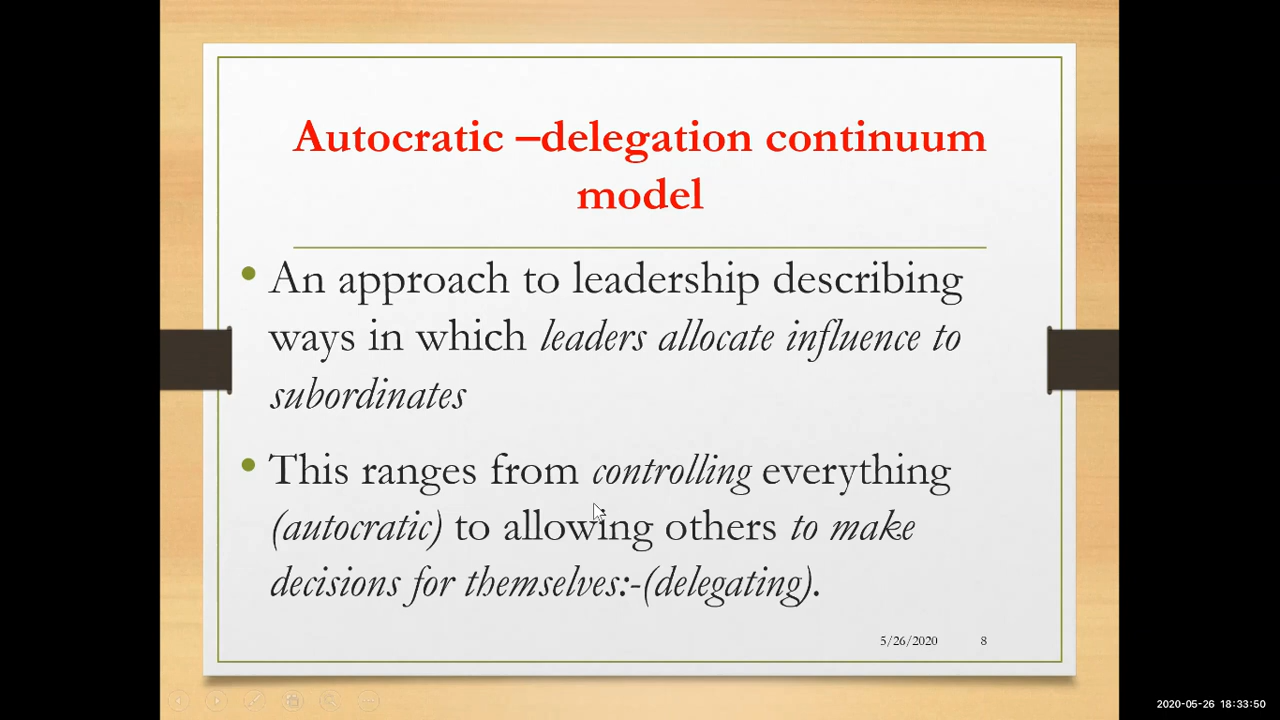 Autocratic –delegation continuum
model
• An approach to leadership describing
ways in which leaders allocate influence to
subordinates
• This ranges from controlling everything
(autocratic) to allowing others to make
decisions for themselves:-(delegating).
5/26/2020 8
2020-05-26 18:33:50